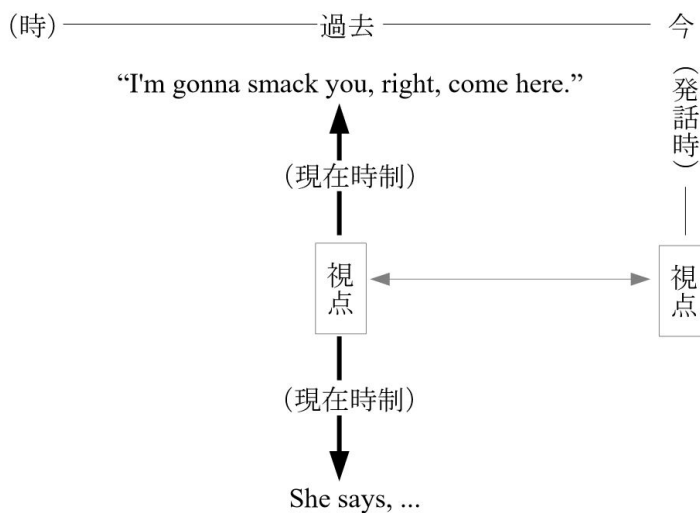 （時） 過去 今
（発話時）
“I'm gonna smack you, right, come here.”
（現在時制）
視点
視点
（現在時制）
She says, ...